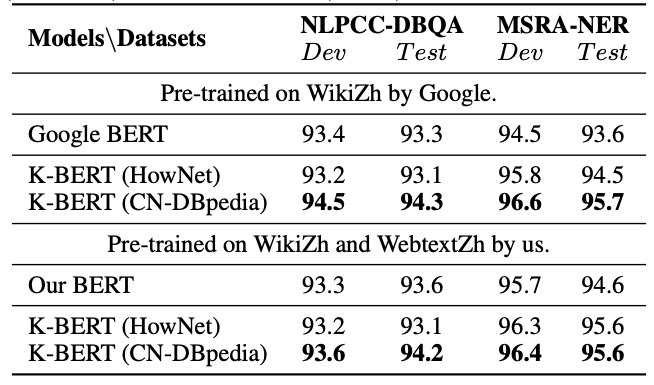 Models\Datasets NLPCC-DBQA MSRA-NER
Dev Test Dev Test
Pre-trained on WikiZh by Google.
Google BERT 93.4 93.3 94.5 93.6
K-BERT (HowNet) 93.2 93.1 95.8 94.5
K-BERT (CN-DBpedia) 94.5 94.3 96.6 95.7
Pre-trained on WikiZh and WebtextZh by us.
Our BERT 93.3 93.6 95.7 94.6
K-BERT (HowNet) 93.2 93.1 96.3 95.6
K-BERT (CN-DBpedia) 93.6 94.2 96.4 95.6